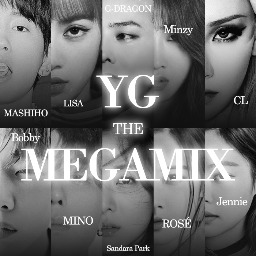 G-DRAGON
Minzy
MASHIHO
LISA
CL
YG
THE
MEGAMIX
Bobby
MINO
ROSÉ
Jennie
Sandara Park